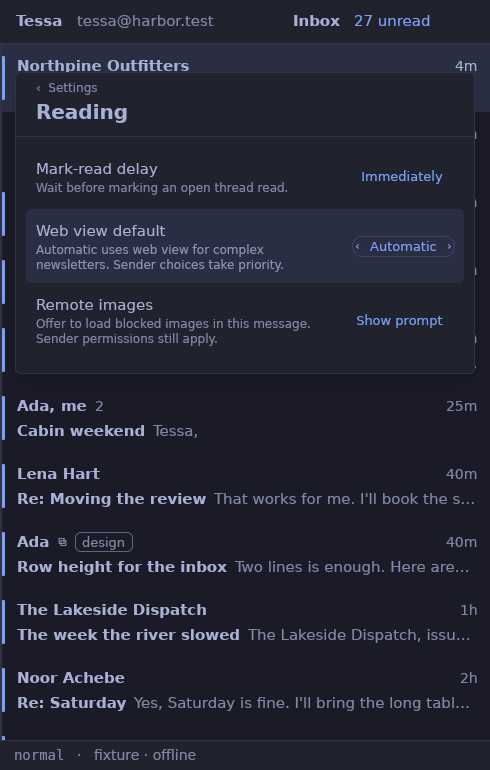 Tessa tessa@harbor.test Inbox 27 unread
Northpine Outfitters 4m
‹ Settings
Reading
Mark-read delay
Wait before marking an open thread read.
Immediately
Web view default
Automatic uses web view for complex
newsletters. Sender choices take priority.
‹ Automatic ›
Remote images
Offer to load blocked images in this message.
Sender permissions still apply.
Show prompt
Ada, me 2 25m
Cabin weekend Tessa,
Lena Hart 40m
Re: Moving the review That works for me. I'll book the s...
Ada design 40m
Row height for the inbox Two lines is enough. Here are...
The Lakeside Dispatch 1h
The week the river slowed The Lakeside Dispatch, issu...
Noor Achebe 2h
Re: Saturday Yes, Saturday is fine. I'll bring the long tabl...
normal · fixture · offline